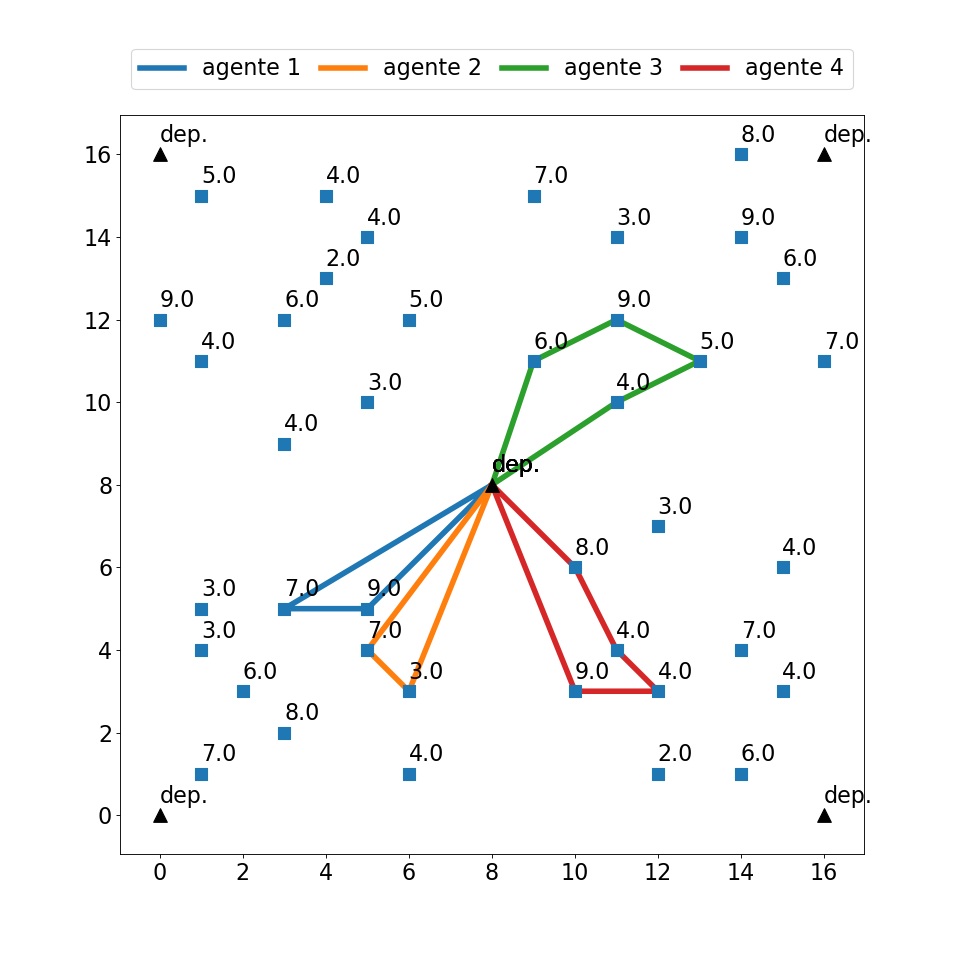 agente 1 agente 2 agente 3 agente 4
dep. 8.0 dep.
16
5.0 4.0 7.0
4.0 3.0 9.0
14
2.0 6.0
9.0 6.0 5.0 9.0
12
4.0 6.0 5.0 7.0
3.0 4.0
10
4.0
dep.
8
3.0
8.0 4.0
6
3.0 7.0 9.0
3.0 7.0 4.0 7.0
4
6.0 3.0 9.0 4.0 4.0
8.0
2
7.0 4.0 2.0 6.0
dep. dep.
0
0 2 4 6 8 10 12 14 16